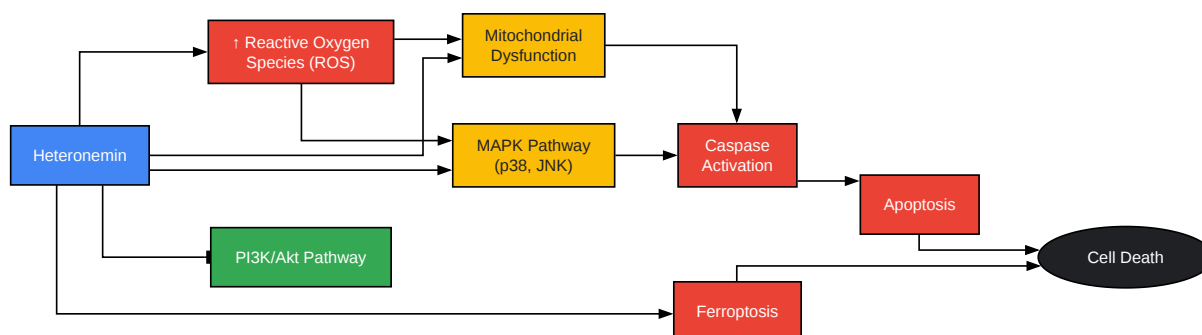 ↑ Reactive Oxygen
Species (ROS)
Mitochondrial
Dysfunction
Heteronemin
MAPK Pathway
(p38, JNK)
Caspase
Activation
Apoptosis
PI3K/Akt Pathway
Cell Death
Ferroptosis